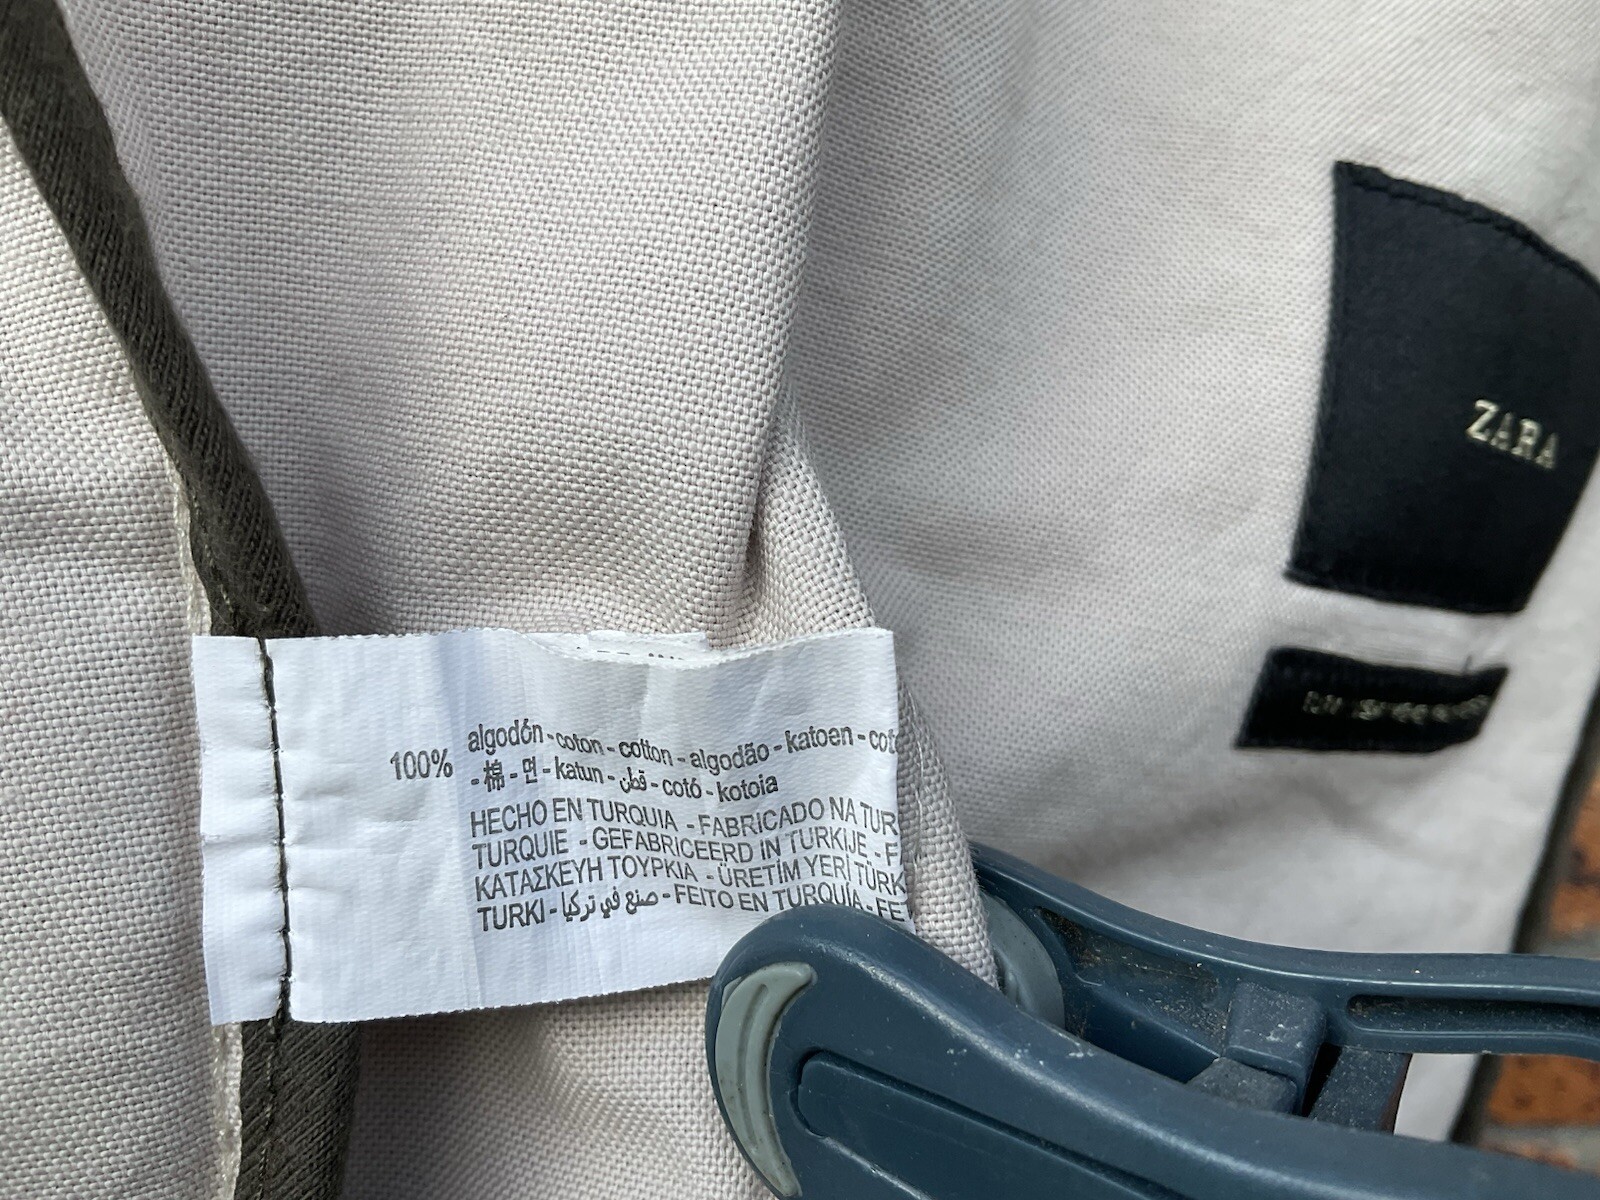 ZARA
100% algodón - coton - cotton - algodão - katoen - cot
- 棉 - 면 - katun - قطن - cotó - kotoia
HECHO EN TURQUIA - FABRICADO NA TUR
TURQUIE - GEFABRICEERD IN TURKIJE - F
ΚΑΤΑΣΚΕΥΗ ΤΟΥΡΚΙΑ - ÜRETİM YERİ TÜRK
TURKI - صنع في تركيا - FEITO EN TURQUÍA - FE